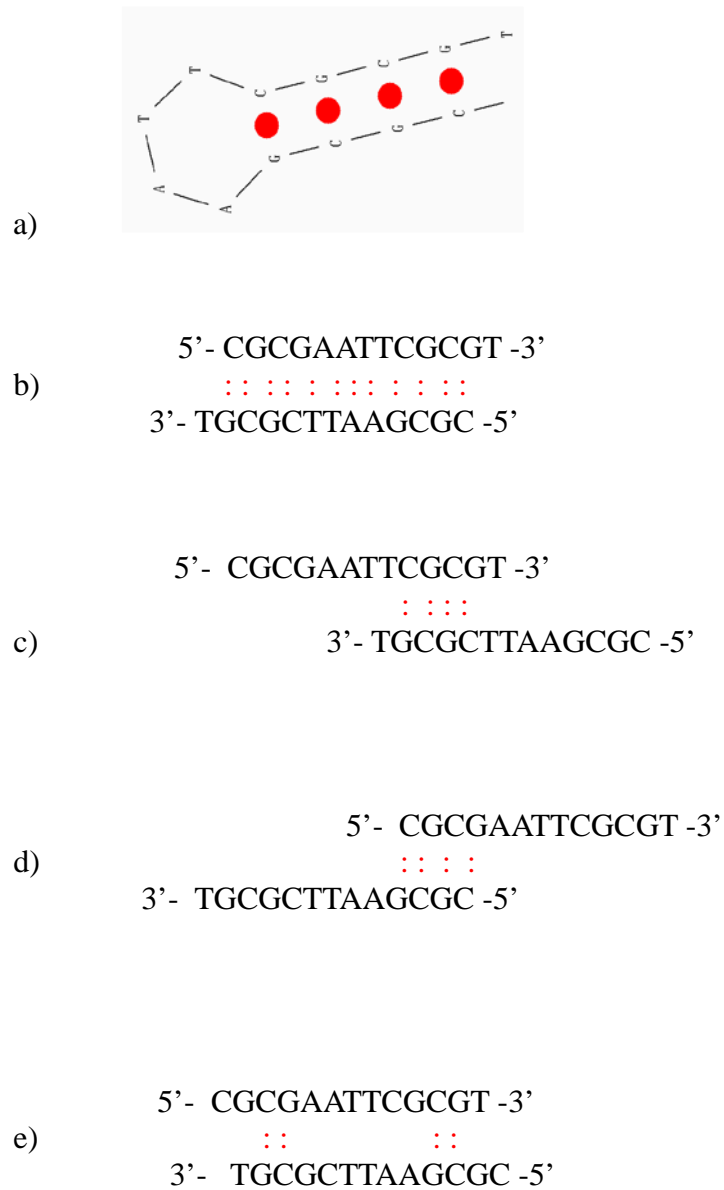 C G C G T
T
T
A
A
G C G C
a)
5’- CGCGAATTCGCGT -3’
b) :: :: : ::: : : ::
3’- TGCGCTTAAGCGC -5’
5’- CGCGAATTCGCGT -3’
: :::
c) 3’- TGCGCTTAAGCGC -5’
5’- CGCGAATTCGCGT -3’
d) :: : :
3’- TGCGCTTAAGCGC -5’
5’- CGCGAATTCGCGT -3’
e) :: ::
3’- TGCGCTTAAGCGC -5’